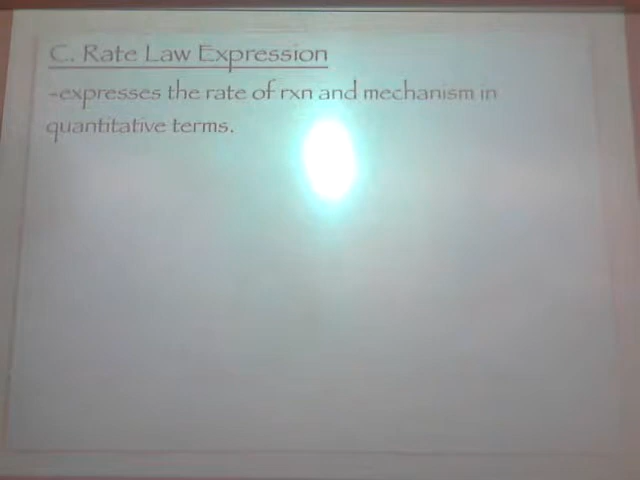 C. Rate Law Expression
-expresses the rate of rxn and mechanism in
quantitative terms.